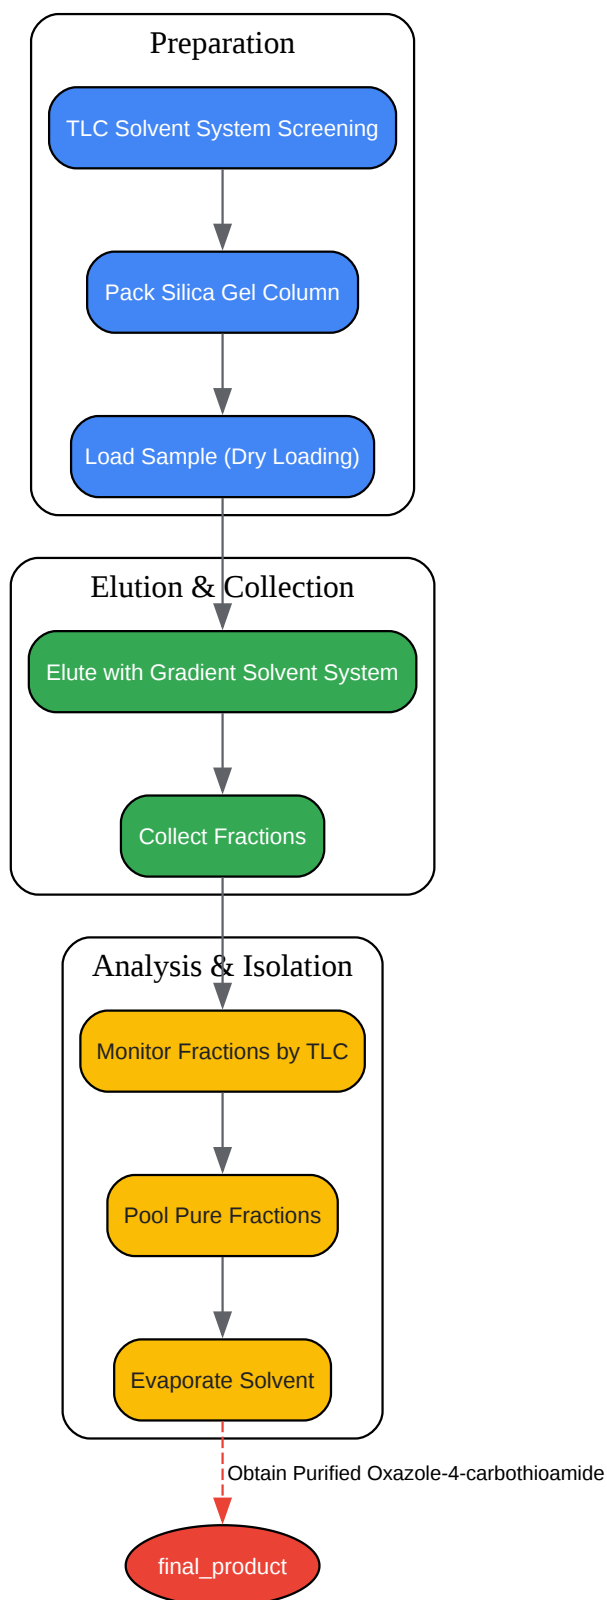 Preparation
TLC Solvent System Screening
Pack Silica Gel Column
Load Sample (Dry Loading)
Elution & Collection
Elute with Gradient Solvent System
Collect Fractions
Analysis & Isolation
Monitor Fractions by TLC
Pool Pure Fractions
Evaporate Solvent
Obtain Purified Oxazole-4-carbothioamide
final_product